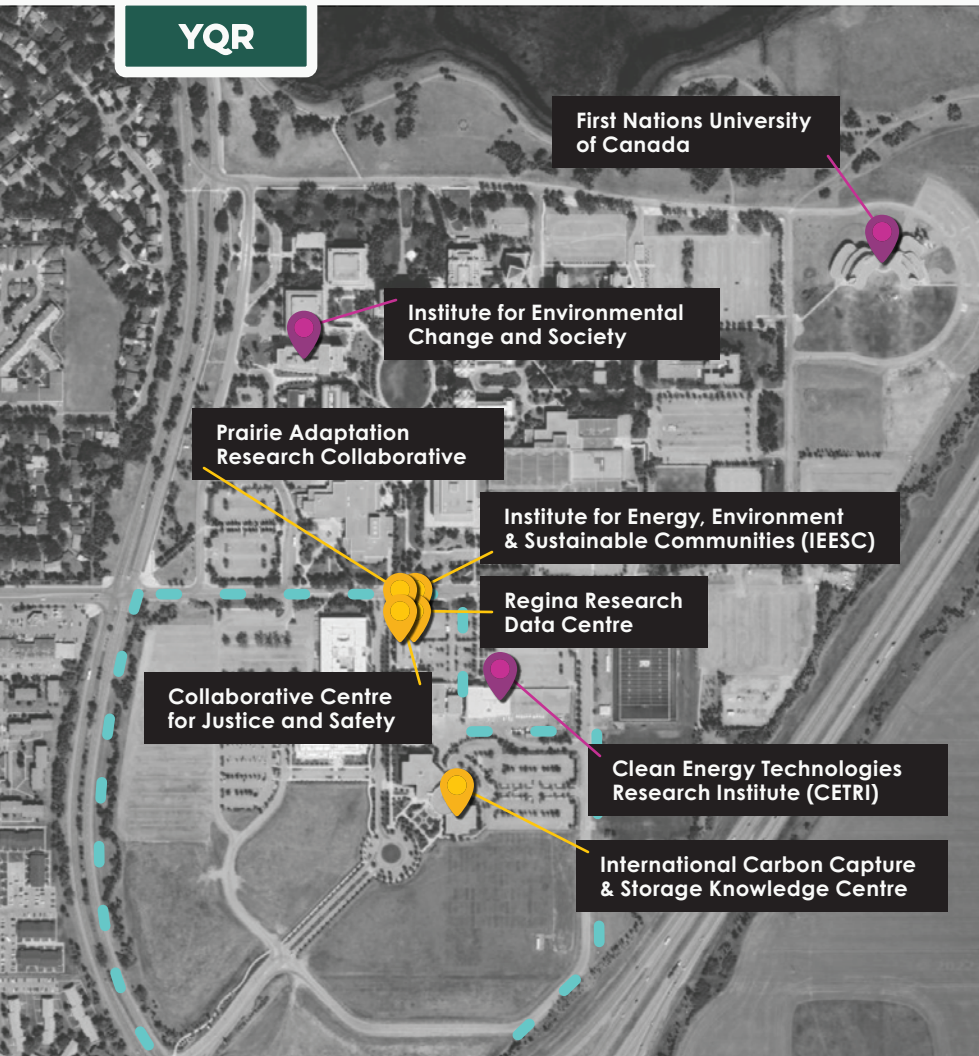 YQR
First Nations University
of Canada
Institute for Environmental
Change and Society
Prairie Adaptation
Research Collaborative
Institute for Energy, Environment
& Sustainable Communities (IEESC)
Regina Research
Data Centre
Collaborative Centre
for Justice and Safety
Clean Energy Technologies
Research Institute (CETRI)
International Carbon Capture
& Storage Knowledge Centre